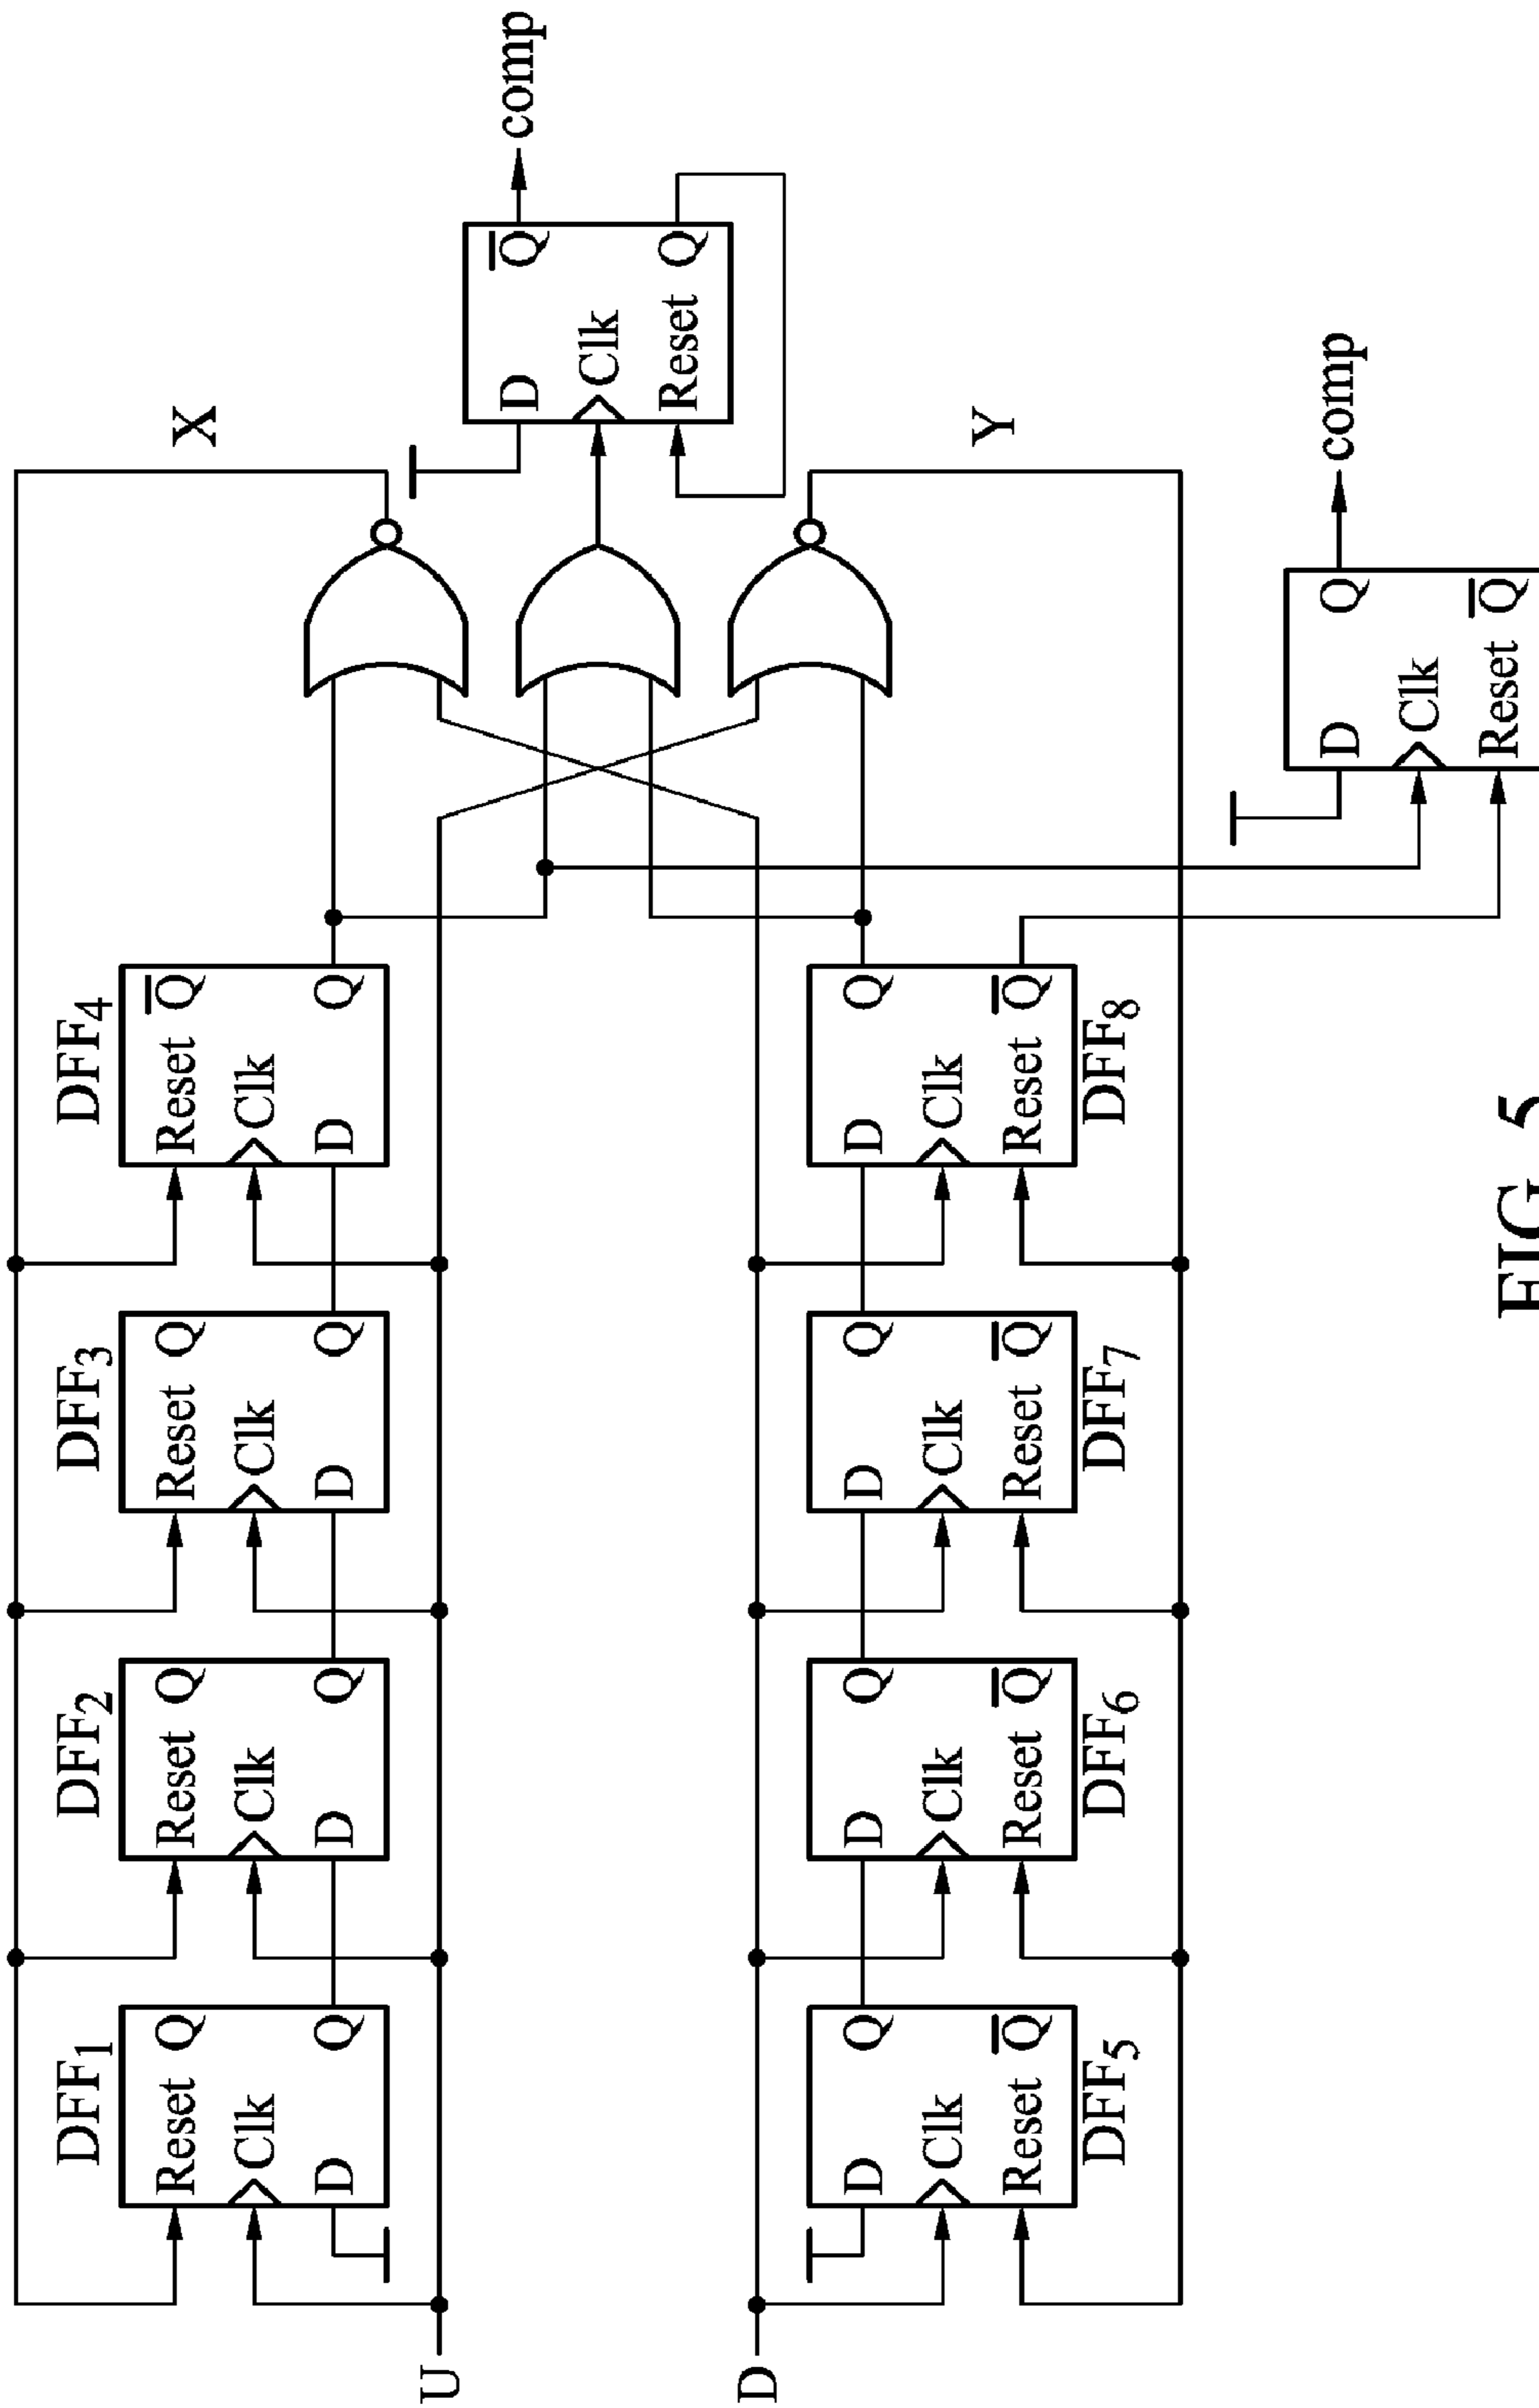 DFF1
Reset Q
Clk
D Q
DFF2
Reset Q
Clk
D Q
DFF3
Reset Q
Clk
D Q
DFF4
Reset Q̅
Clk
D Q
X
U
D
D Q̅
Clk
Reset Q
comp
D Q
Clk
Reset Q̅
DFF5
D Q
Clk
Reset Q̅
DFF6
D Q
Clk
Reset Q̅
DFF7
D Q
Clk
Reset Q̅
DFF8
Y
D Q
Clk
Reset Q̅
comp
FIG. 5